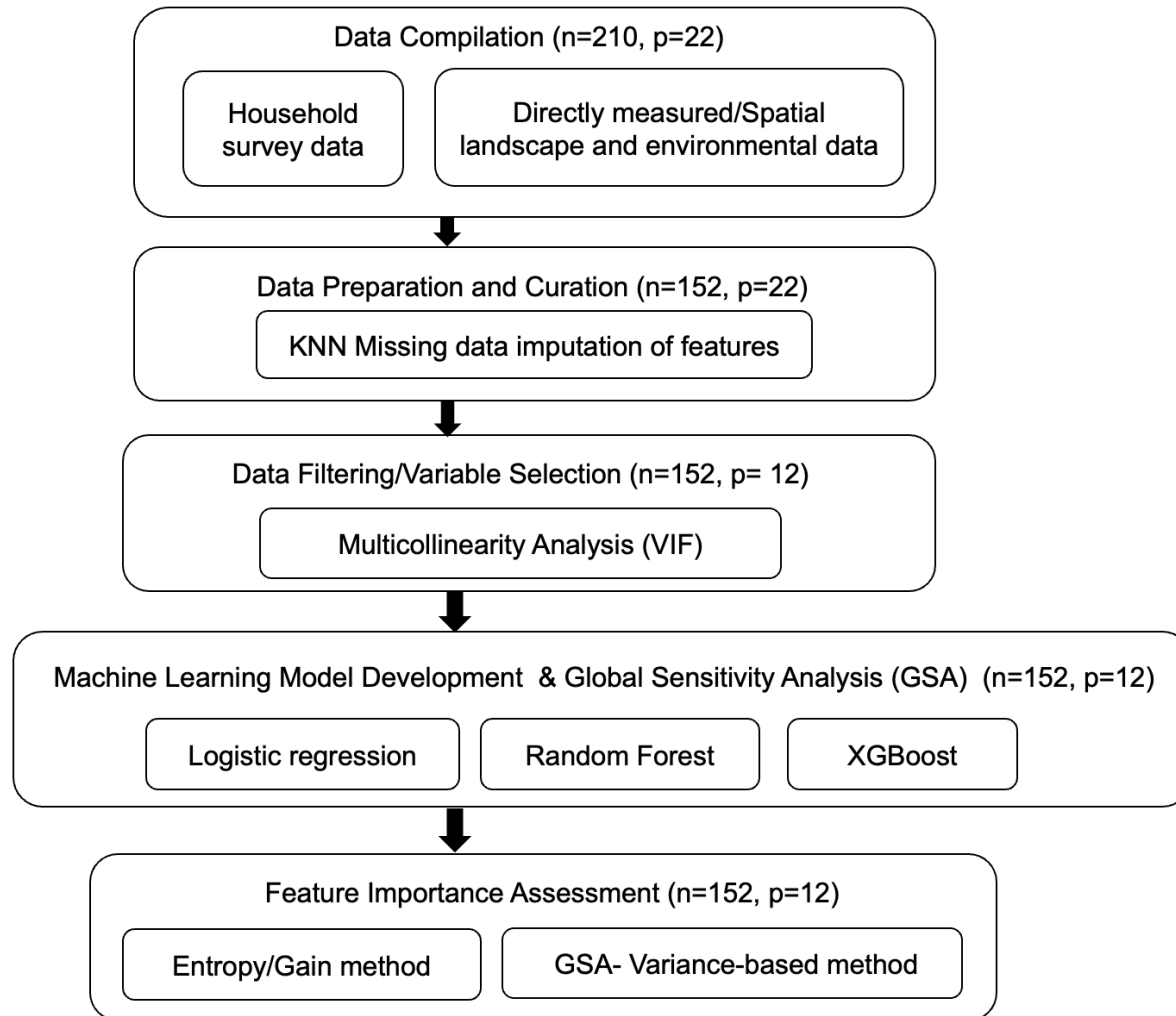 Data Compilation (n=210, p=22)
Household
survey data
Directly measured/Spatial
landscape and environmental data
Data Preparation and Curation (n=152, p=22)
KNN Missing data imputation of features
Data Filtering/Variable Selection (n=152, p= 12)
Multicollinearity Analysis (VIF)
Machine Learning Model Development  & Global Sensitivity Analysis (GSA)  (n=152, p=12)
Logistic regression
Random Forest
XGBoost
Feature Importance Assessment (n=152, p=12)
Entropy/Gain method
GSA- Variance-based method